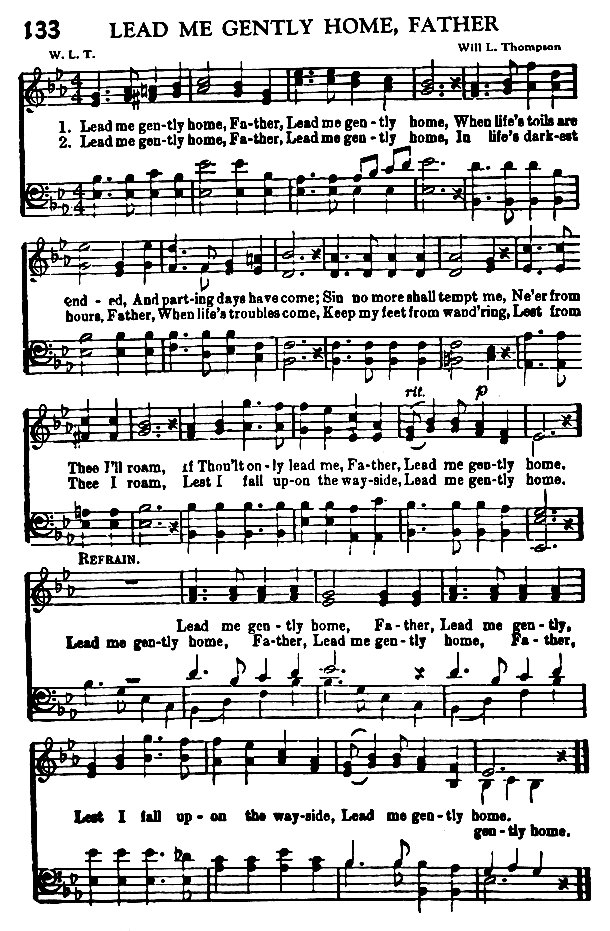 133 LEAD ME GENTLY HOME, FATHER
W. L. T. Will L. Thompson
1. Lead me gen-tly home, Fa-ther, Lead me gen - tly home, When life's toils are
2. Lead me gen-tly home, Fa-ther, Lead me gen - tly home, In life's dark-est
end - ed, And part-ing days have come; Sin no more shall tempt me, Ne'er from
hours, Father, When life's troubles come, Keep my feet from wand'ring, Lest from
rit. p
Thee I'll roam, if Thou'lt on-ly lead me, Fa-ther, Lead me gen-tly home.
Thee I roam, Lest I fall up-on the way-side, Lead me gen-tly home.
REFRAIN.
Lead me gen - tly home, Fa - ther, Lead me gen - tly,
Lead me gen-tly home, Fa-ther, Lead me gen - tly home, Fa - ther,
Lest I fall up - on the way-side, Lead me gen - tly home.
gen - tly home.